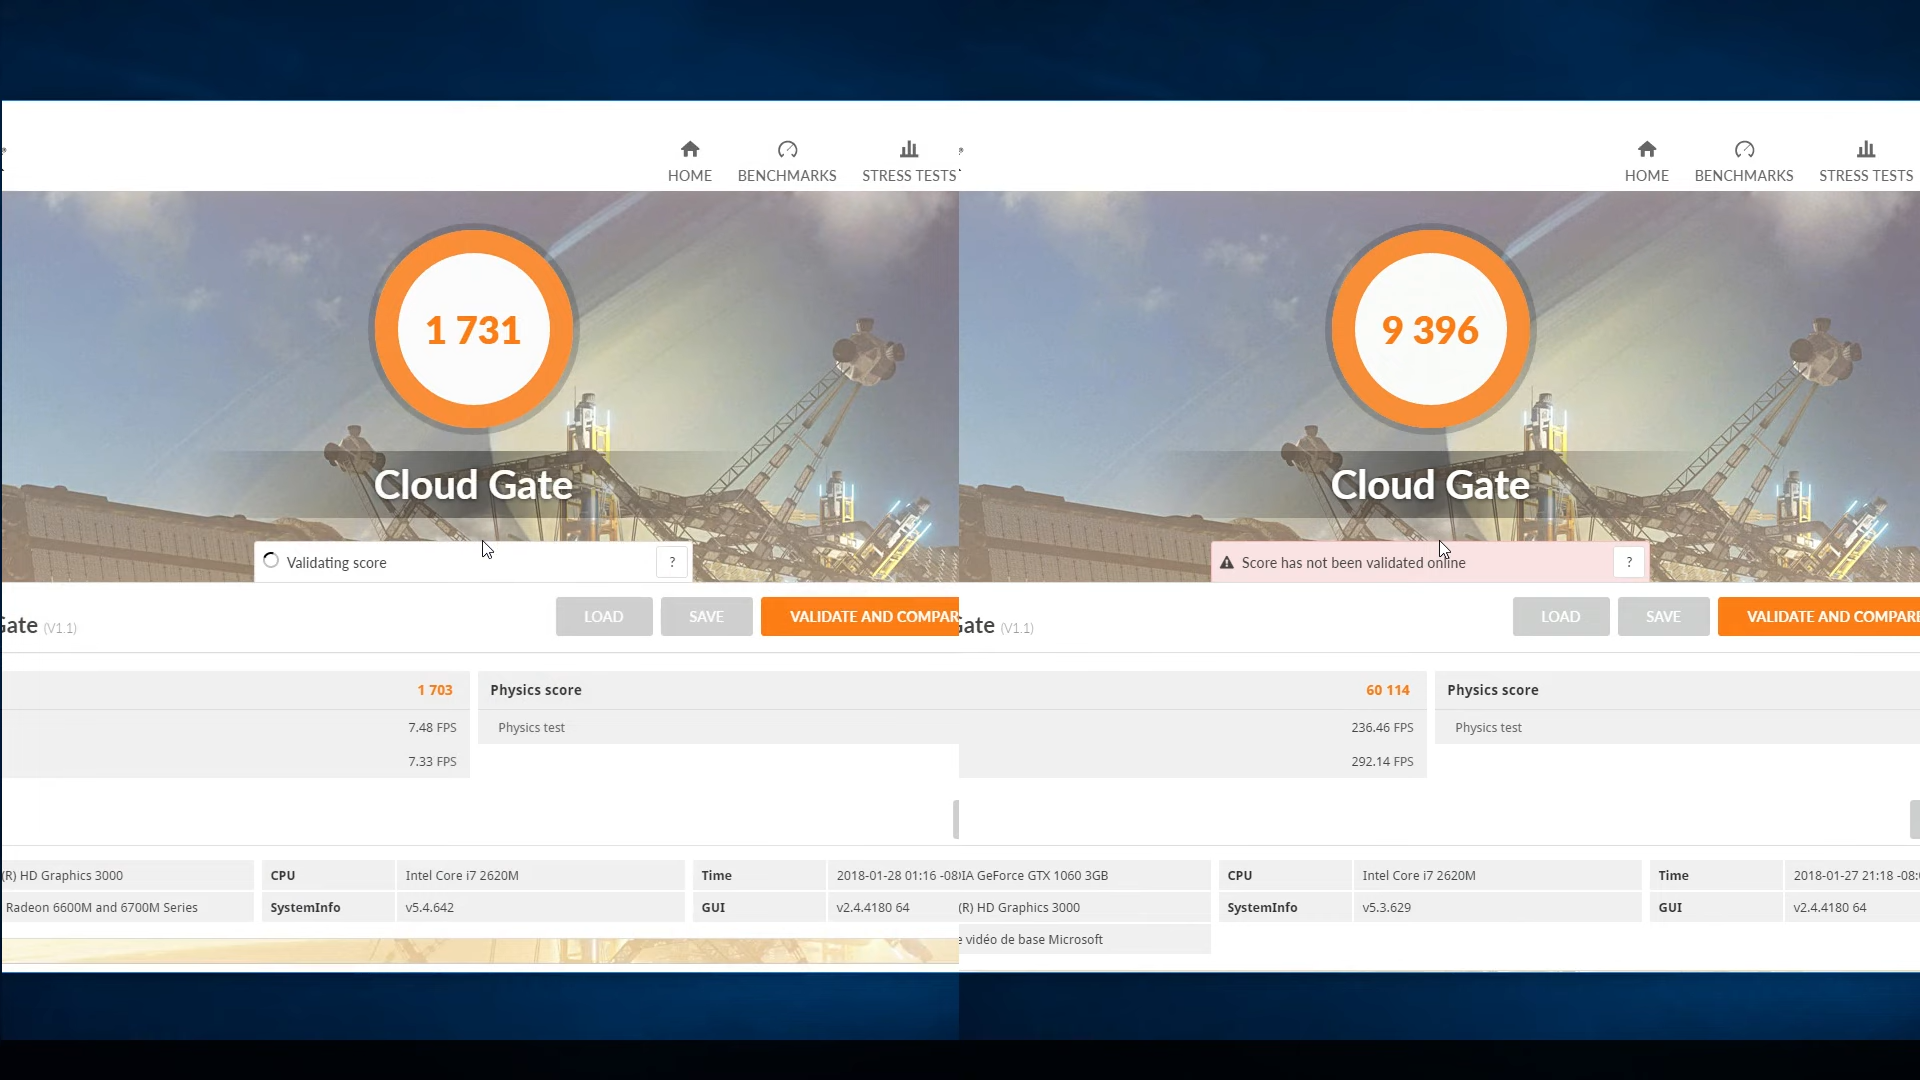 HOME BENCHMARKS STRESS TESTS
1 731
Cloud Gate
Validating score ?
Gate (V1.1) LOAD SAVE VALIDATE AND COMPAR
1 703 Physics score
7.48 FPS Physics test
7.33 FPS
(R) HD Graphics 3000 CPU Intel Core i7 2620M Time 2018-01-28 01:16 -08
Radeon 6600M and 6700M Series SystemInfo v5.4.642 GUI v2.4.4180 64
HOME BENCHMARKS STRESS TESTS
9 396
Cloud Gate
Score has not been validated online ?
Gate (V1.1) LOAD SAVE VALIDATE AND COMPARE
60 114 Physics score
236.46 FPS Physics test
292.14 FPS
IA GeForce GTX 1060 3GB CPU Intel Core i7 2620M Time 2018-01-27 21:18 -08:
(R) HD Graphics 3000 SystemInfo v5.3.629 GUI v2.4.4180 64
e vidéo de base Microsoft